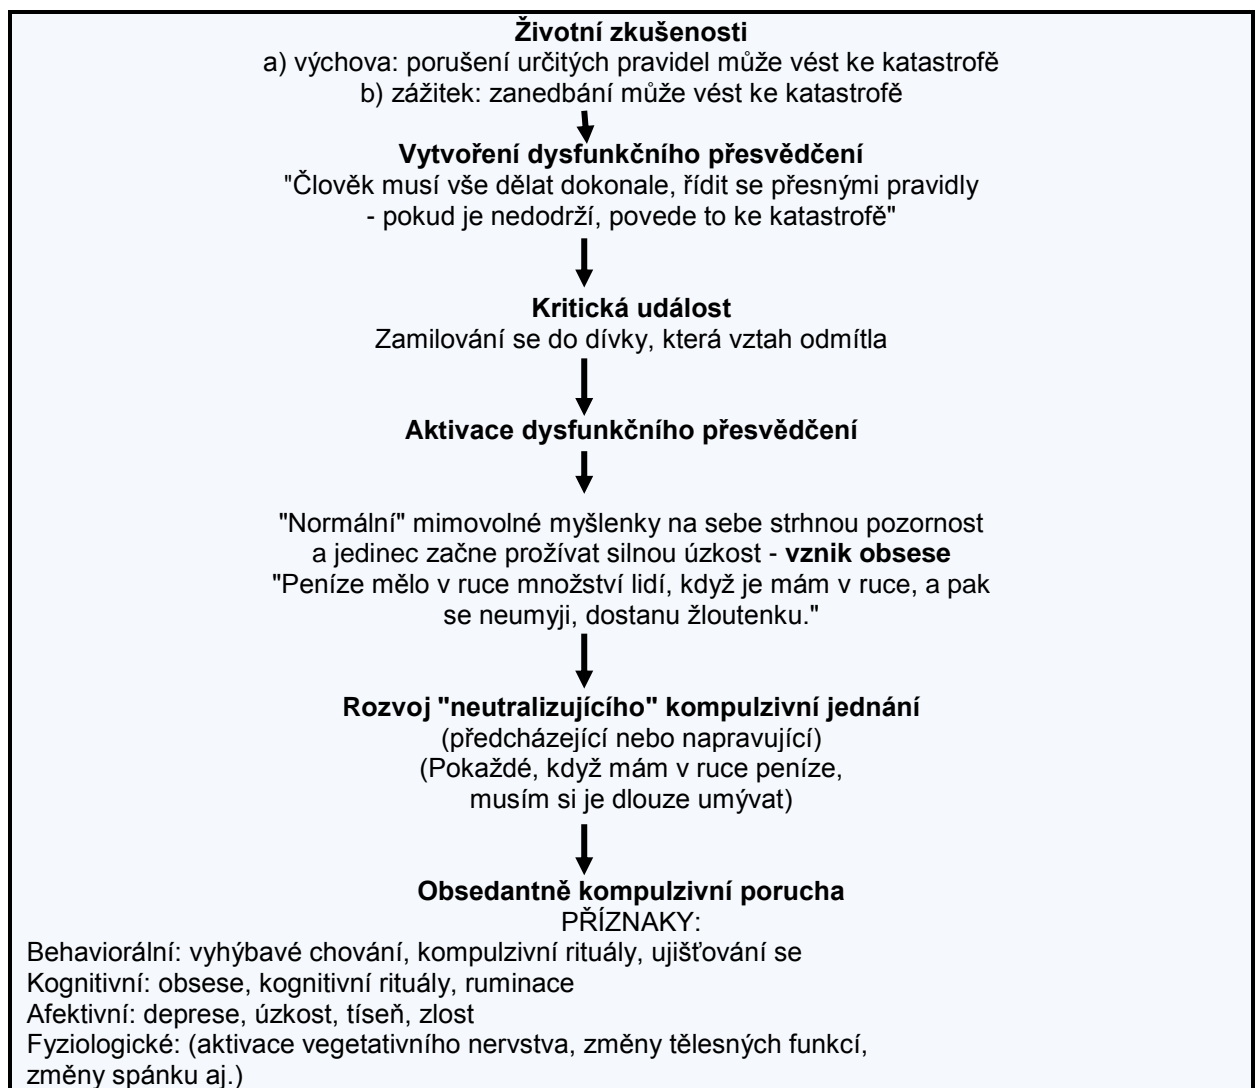 Životní zkušenosti
a) výchova: porušení určitých pravidel může vést ke katastrofě
b) zážitek: zanedbání může vést ke katastrofě
Vytvoření dysfunkčního přesvědčení
"Člověk musí vše dělat dokonale, řídit se přesnými pravidly
- pokud je nedodrží, povede to ke katastrofě"
Kritická událost
Zamilování se do dívky, která vztah odmítla
Aktivace dysfunkčního přesvědčení
"Normální" mimovolné myšlenky na sebe strhnou pozornost
a jedinec začne prožívat silnou úzkost - vznik obsese
"Peníze mělo v ruce množství lidí, když je mám v ruce, a pak
se neumyji, dostanu žloutenku."
Rozvoj "neutralizujícího" kompulzivní jednání
(předcházející nebo napravující)
(Pokaždé, když mám v ruce peníze,
musím si je dlouze umývat)
Obsedantně kompulzivní porucha
PŘÍZNAKY:
Behaviorální: vyhýbavé chování, kompulzivní rituály, ujišťování se
Kognitivní: obsese, kognitivní rituály, ruminace
Afektivní: deprese, úzkost, tíseň, zlost
Fyziologické: (aktivace vegetativního nervstva, změny tělesných funkcí,
změny spánku aj.)